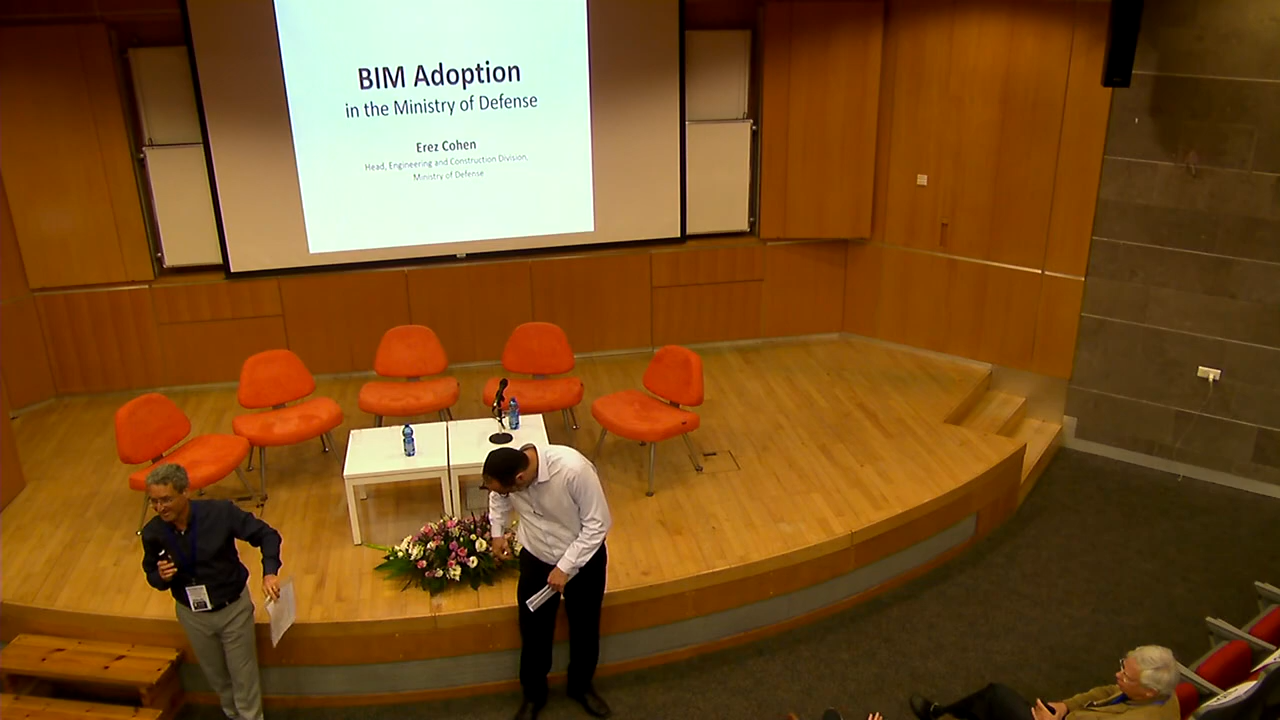 BIM Adoption
in the Ministry of Defense
Erez Cohen
Head, Engineering and Construction Division,
Ministry of Defense